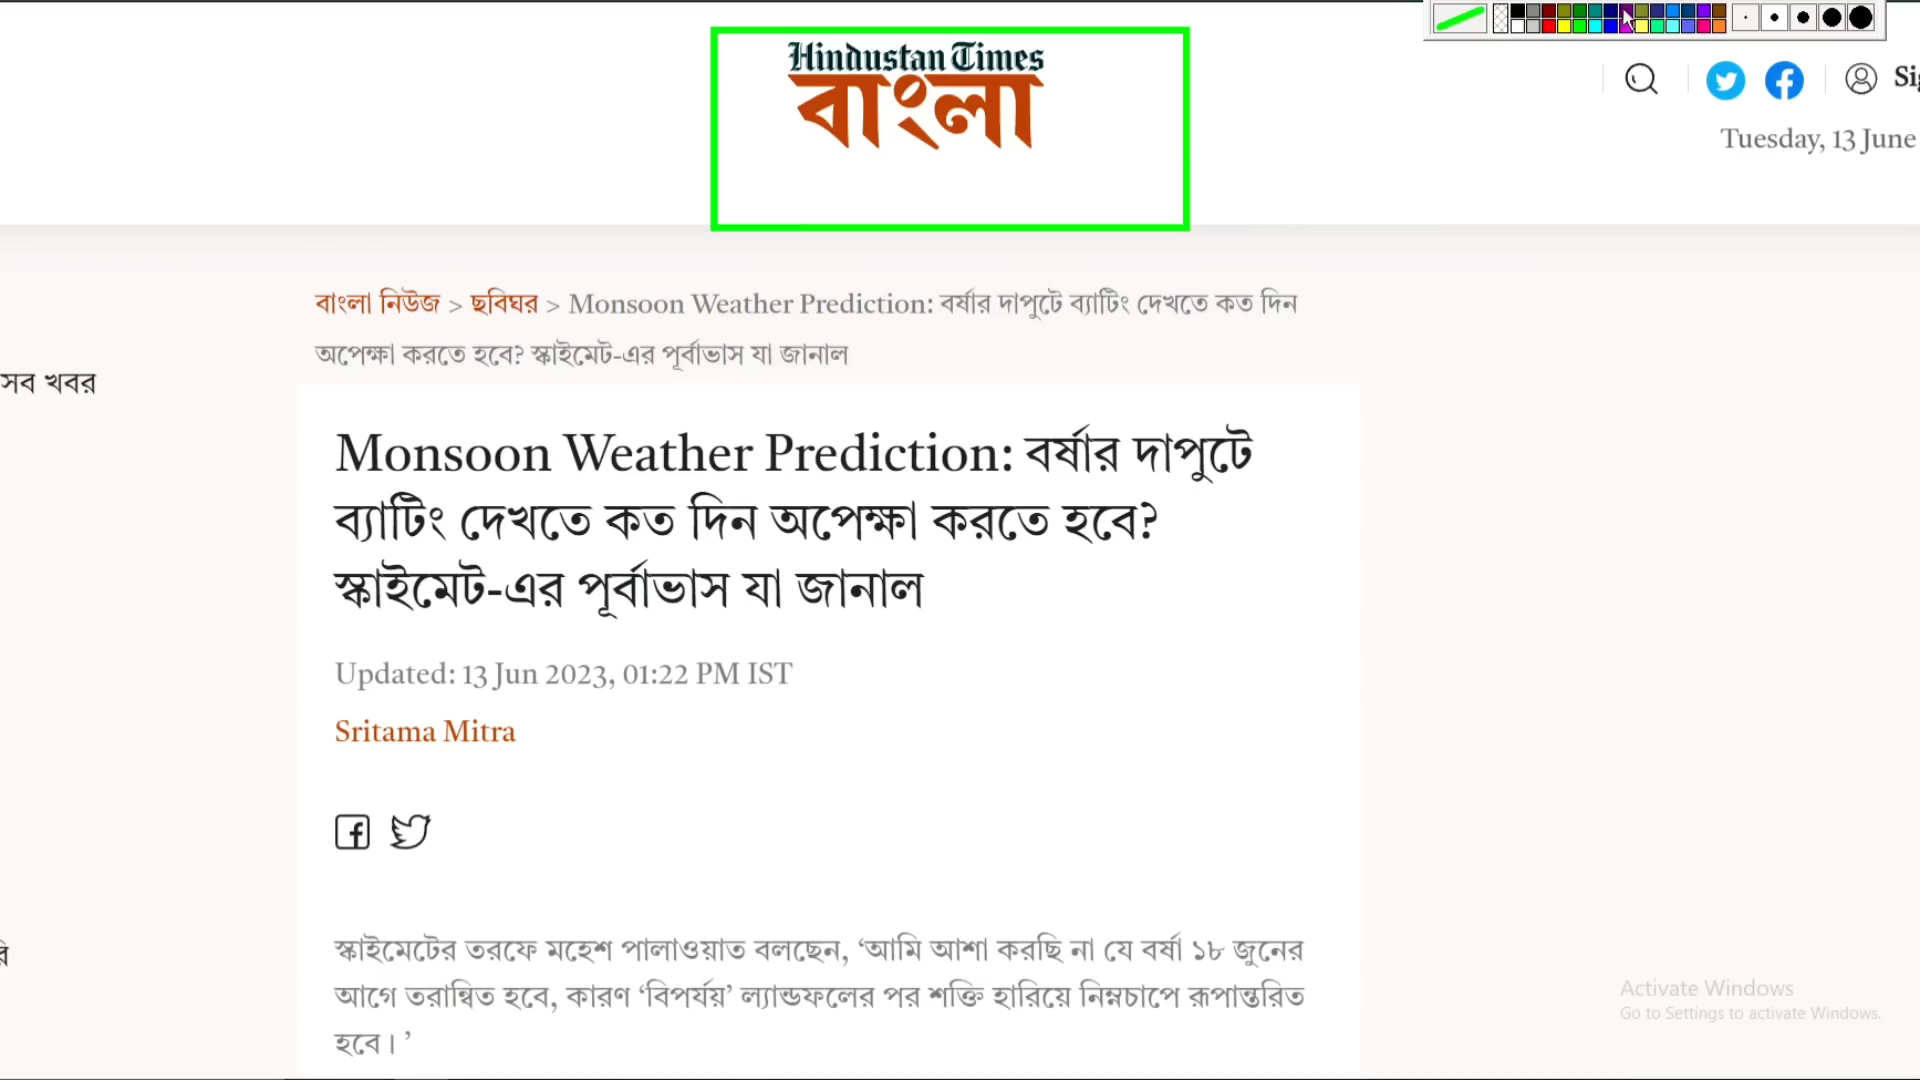 Hindustan Times
বাংলা
Tuesday, 13 June
বাংলা নিউজ > ছবিঘর > Monsoon Weather Prediction: বর্ষার দাপুটে ব্যাটিং দেখতে কত দিন
অপেক্ষা করতে হবে? স্কাইমেট-এর পূর্বাভাস যা জানাল
সব খবর
Monsoon Weather Prediction: বর্ষার দাপুটে
ব্যাটিং দেখতে কত দিন অপেক্ষা করতে হবে?
স্কাইমেট-এর পূর্বাভাস যা জানাল
Updated: 13 Jun 2023, 01:22 PM IST
Sritama Mitra
স্কাইমেটের তরফে মহেশ পালাওয়াত বলছেন, ‘আমি আশা করছি না যে বর্ষা ১৮ জুনের
আগে তরান্বিত হবে, কারণ ‘বিপর্যয়’ ল্যান্ডফলের পর শক্তি হারিয়ে নিম্নচাপে রূপান্তরিত
হবে। ’
Activate Windows
Go to Settings to activate Windows.